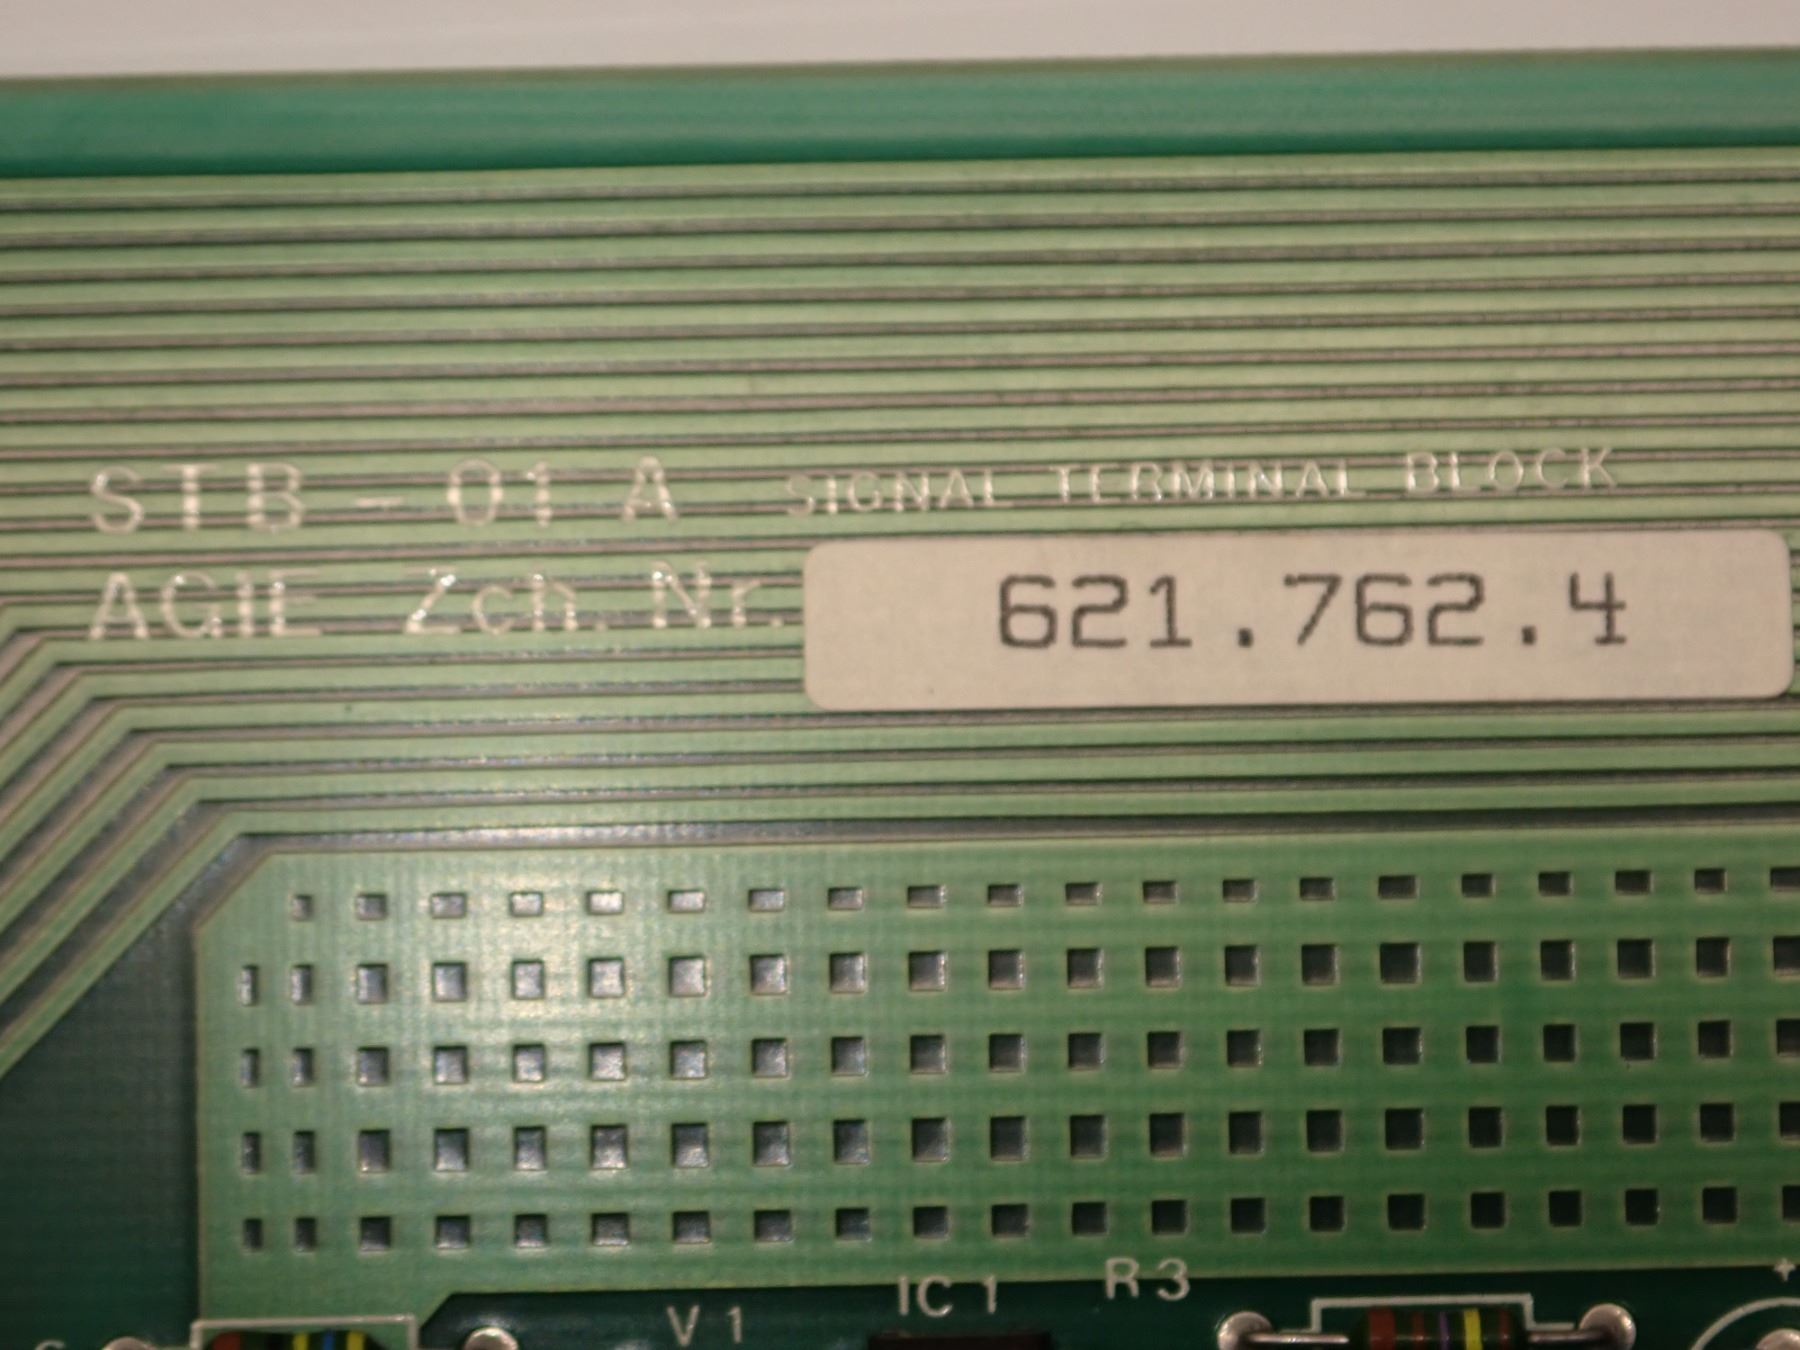 STB - 01 A SIGNAL TERMINAL BLOCK
AGIE Zch. Nr. 621.762.4
V1 IC1 R3
+